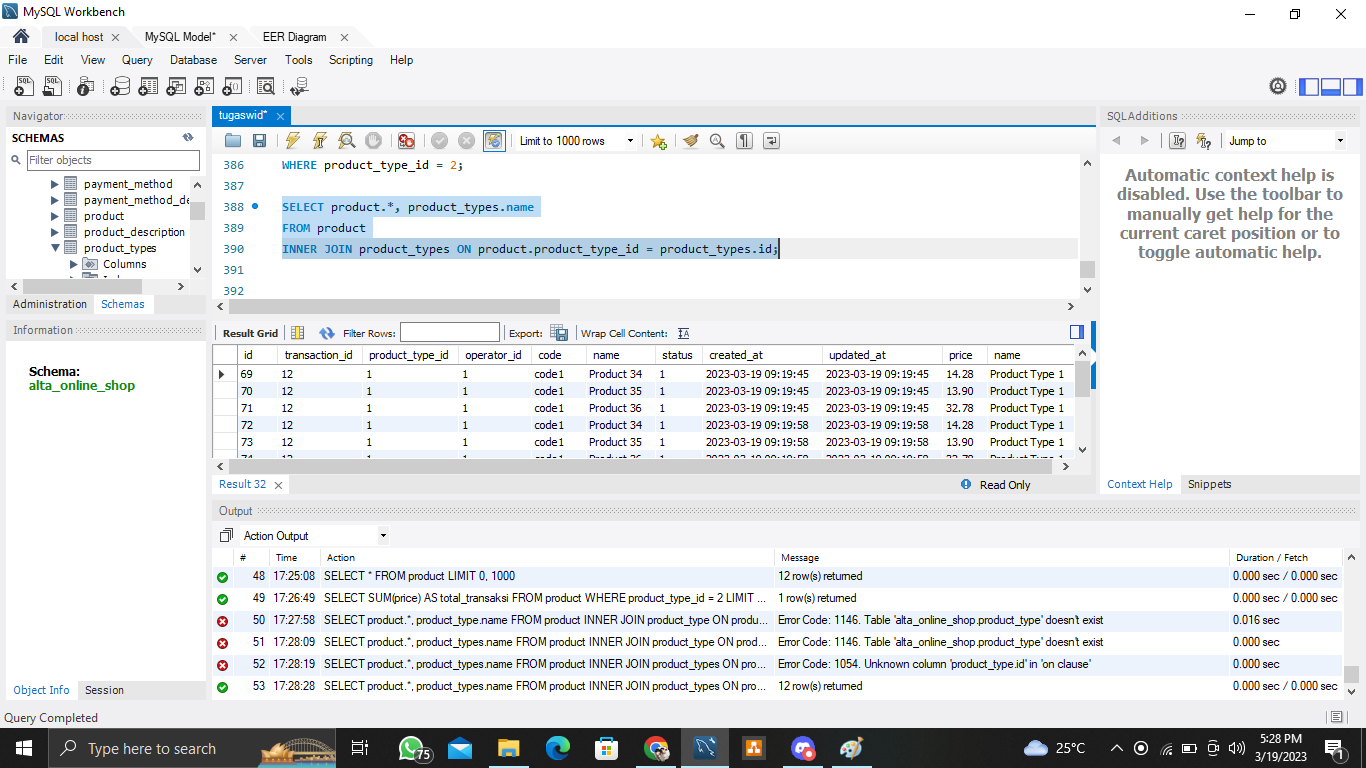 MySQL Workbench
local host
MySQL Model*
EER Diagram
File Edit View Query Database Server Tools Scripting Help
Navigator
SCHEMAS
Filter objects
payment_method
payment_method_de
product
product_description
product_types
Columns
Administration Schemas
Information
Schema:
alta_online_shop
Object Info Session
tugaswid*
Limit to 1000 rows
386 WHERE product_type_id = 2;
387
388 SELECT product.*, product_types.name
389 FROM product
390 INNER JOIN product_types ON product.product_type_id = product_types.id;
391
392
Result Grid Filter Rows: Export: Wrap Cell Content:
id transaction_id product_type_id operator_id code name status created_at updated_at price name
69 12 1 1 code1 Product 34 1 2023-03-19 09:19:45 2023-03-19 09:19:45 14.28 Product Type 1
70 12 1 1 code1 Product 35 1 2023-03-19 09:19:45 2023-03-19 09:19:45 13.90 Product Type 1
71 12 1 1 code1 Product 36 1 2023-03-19 09:19:45 2023-03-19 09:19:45 32.78 Product Type 1
72 12 1 1 code1 Product 34 1 2023-03-19 09:19:58 2023-03-19 09:19:58 14.28 Product Type 1
73 12 1 1 code1 Product 35 1 2023-03-19 09:19:58 2023-03-19 09:19:58 13.90 Product Type 1
Result 32
Read Only
SQLAdditions
Jump to
Automatic context help is
disabled. Use the toolbar to
manually get help for the
current caret position or to
toggle automatic help.
Context Help Snippets
Output
Action Output
# Time Action Message Duration / Fetch
48 17:25:08 SELECT * FROM product LIMIT 0, 1000 12 row(s) returned 0.000 sec / 0.000 sec
49 17:26:49 SELECT SUM(price) AS total_transaksi FROM product WHERE product_type_id = 2 LIMIT ... 1 row(s) returned 0.000 sec / 0.000 sec
50 17:27:58 SELECT product.*, product_type.name FROM product INNER JOIN product_type ON produ... Error Code: 1146. Table 'alta_online_shop.product_type' doesn't exist 0.016 sec
51 17:28:09 SELECT product.*, product_types.name FROM product INNER JOIN product_type ON prod... Error Code: 1146. Table 'alta_online_shop.product_type' doesn't exist 0.000 sec
52 17:28:19 SELECT product.*, product_types.name FROM product INNER JOIN product_types ON pro... Error Code: 1054. Unknown column 'product_type.id' in 'on clause' 0.000 sec
53 17:28:28 SELECT product.*, product_types.name FROM product INNER JOIN product_types ON pro... 12 row(s) returned 0.000 sec / 0.000 sec
Query Completed
Type here to search
75
25°C
5:28 PM
3/19/2023
1